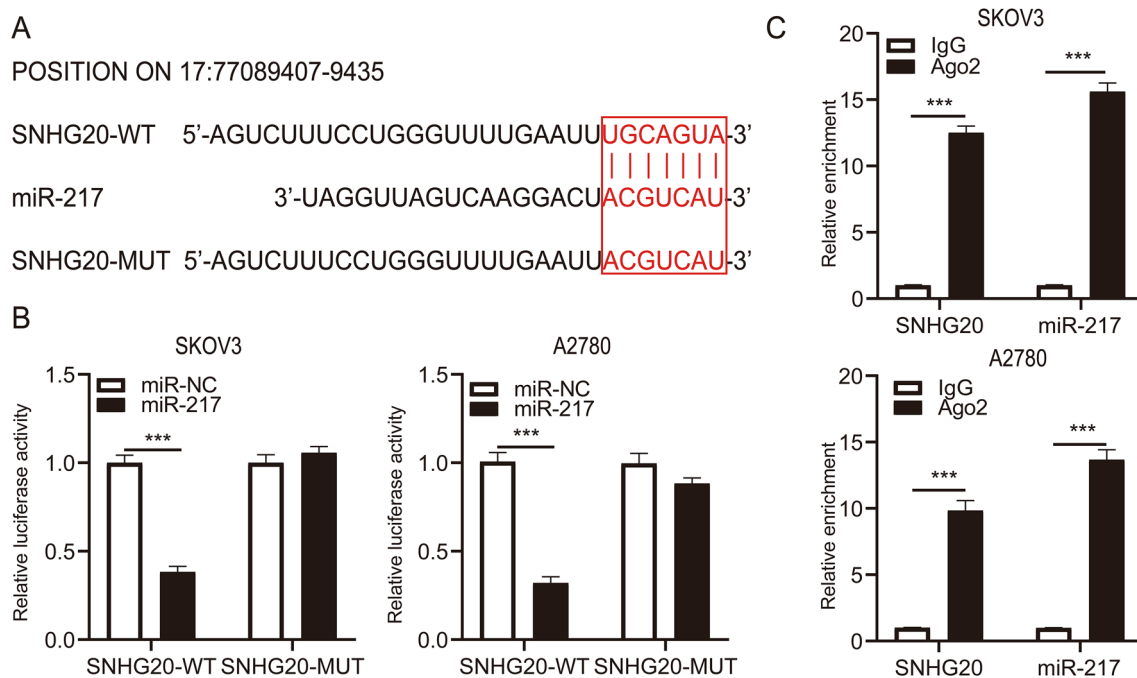 A
POSITION ON 17:77089407-9435
SNHG20-WT 5’-AGUCUUUCCUGGGUUUUGAAUUUGCAGUA-3’
miR-217 3’-UAGGUUAGUCAAGGACUACGUCAU-3’
SNHG20-MUT 5’-AGUCUUUCCUGGGUUUUGAAUUACGUCAU-3’
B
SKOV3
Relative luciferase activity
1.5
1.0
0.5
0.0
miR-NC
miR-217
***
SNHG20-WT SNHG20-MUT
A2780
Relative luciferase activity
1.5
1.0
0.5
0.0
miR-NC
miR-217
***
SNHG20-WT SNHG20-MUT
C
SKOV3
Relative enrichment
20
15
10
5
0
IgG
Ago2
***
***
SNHG20 miR-217
A2780
Relative enrichment
20
15
10
5
0
IgG
Ago2
***
***
SNHG20 miR-217